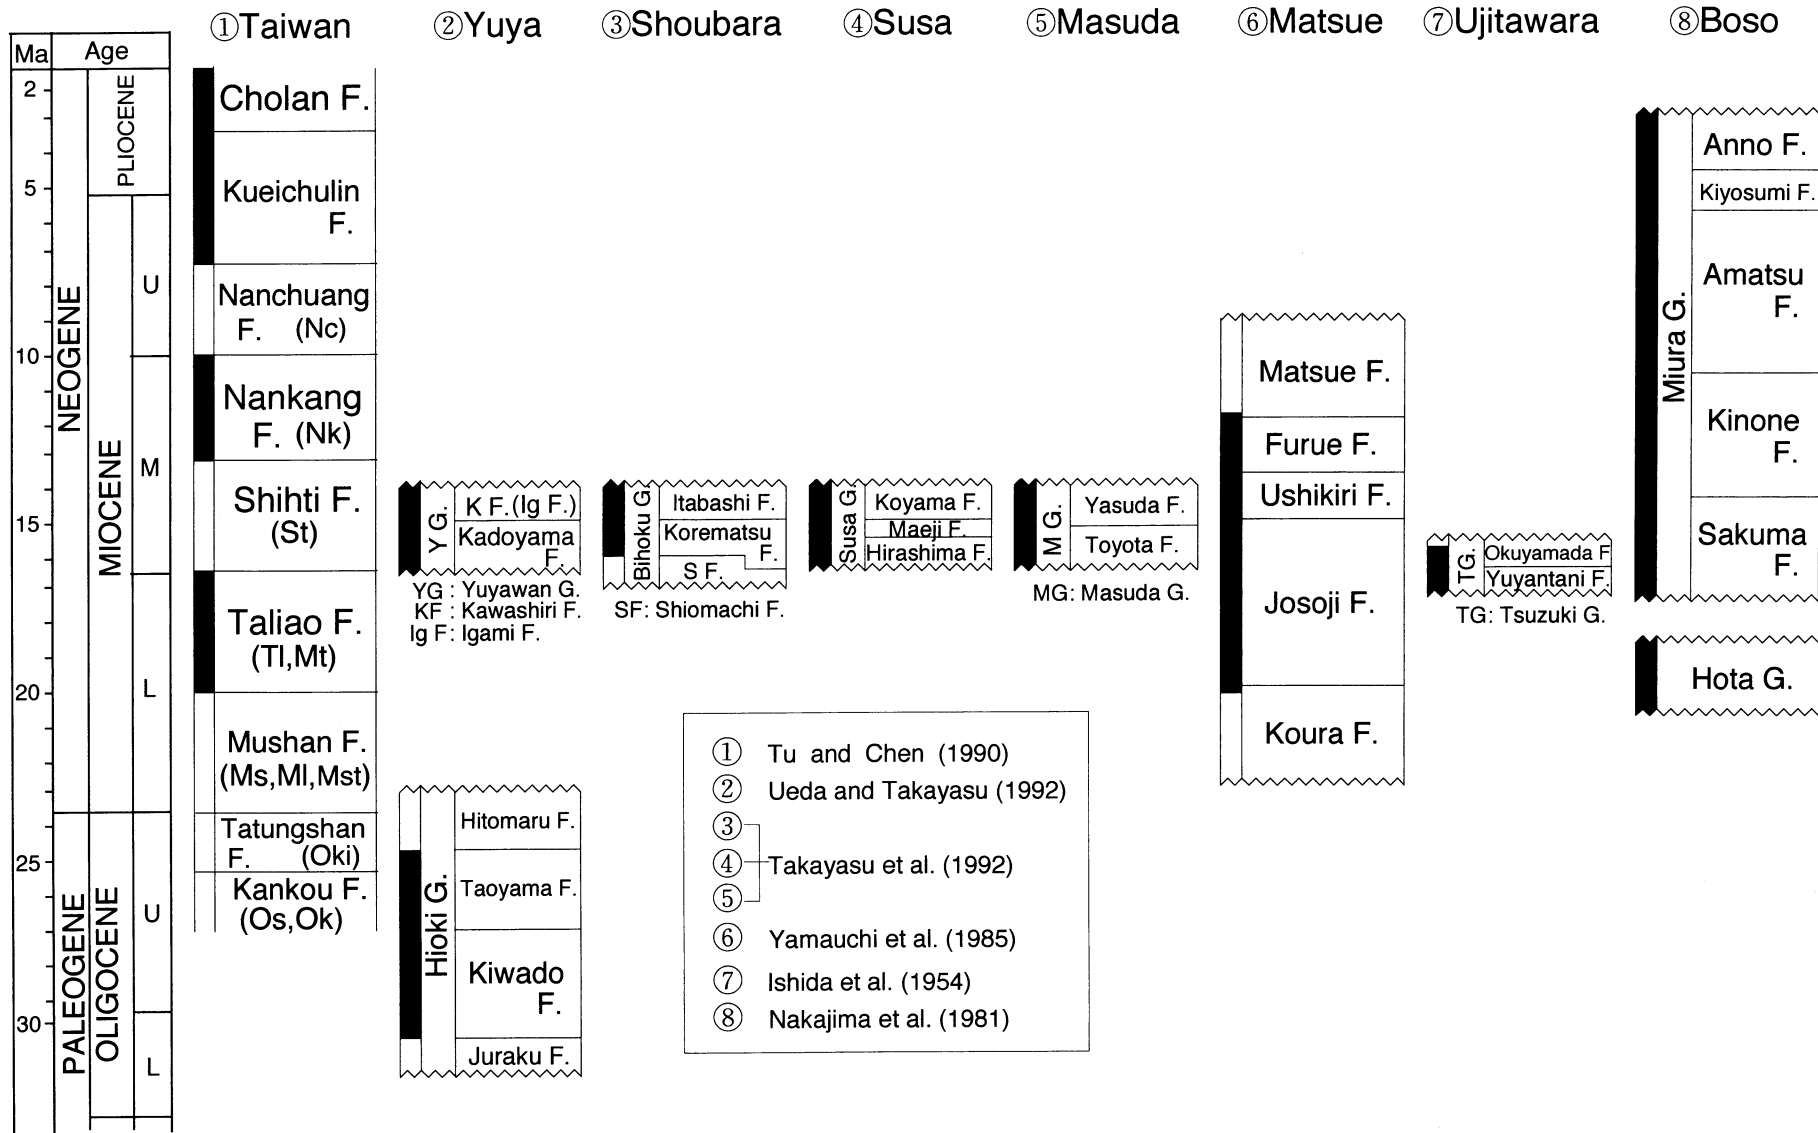 ①Taiwan ②Yuya ③Shoubara ④Susa ⑤Masuda ⑥Matsue ⑦Ujitawara ⑧Boso
Ma Age
2
5
10
15
20
25
30
NEOGENE
PALEOGENE
PLIOCENE
MIOCENE
OLIGOCENE
U
M
L
U
L
Cholan F.
Kueichulin
F.
Nanchuang
F. (Nc)
Nankang
F. (Nk)
Shihti F.
(St)
Taliao F.
(Tl,Mt)
Mushan F.
(Ms,Ml,Mst)
Tatungshan
F. (Oki)
Kankou F.
(Os,Ok)
Y G.
K F.(Ig F.)
Kadoyama
F.
YG : Yuyawan G.
KF : Kawashiri F.
Ig F: Igami F.
Hioki G.
Hitomaru F.
Taoyama F.
Kiwado
F.
Juraku F.
Bihoku G.
Itabashi F.
Korematsu
F.
S F.
SF: Shiomachi F.
Susa G.
Koyama F.
Maeji F.
Hirashima F.
M G.
Yasuda F.
Toyota F.
MG: Masuda G.
Matsue F.
Furue F.
Ushikiri F.
Josoji F.
Koura F.
TG.
Okuyamada F
Yuyantani F.
TG: Tsuzuki G.
Miura G.
Anno F.
Kiyosumi F.
Amatsu
F.
Kinone
F.
Sakuma
F.
Hota G.
① Tu and Chen (1990)
② Ueda and Takayasu (1992)
③
④ Takayasu et al. (1992)
⑤
⑥ Yamauchi et al. (1985)
⑦ Ishida et al. (1954)
⑧ Nakajima et al. (1981)